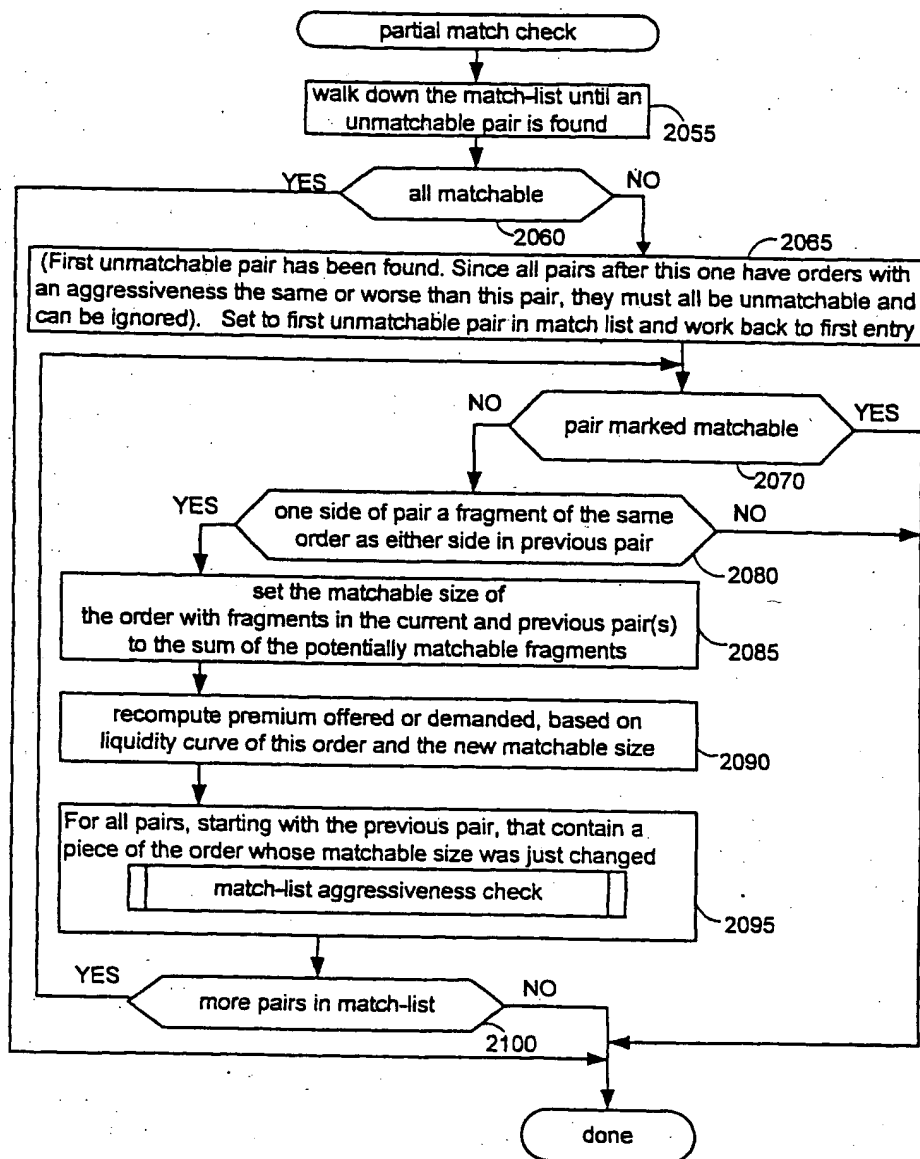 partial match check
walk down the match-list until an
unmatchable pair is found
2055
YES
all matchable
NO
2060
2065
(First unmatchable pair has been found. Since all pairs after this one have orders with
an aggressiveness the same or worse than this pair, they must all be unmatchable and
can be ignored). Set to first unmatchable pair in match list and work back to first entry
NO
pair marked matchable
YES
2070
YES
one side of pair a fragment of the same
order as either side in previous pair
NO
2080
set the matchable size of
the order with fragments in the current and previous pair(s)
to the sum of the potentially matchable fragments
2085
recompute premium offered or demanded, based on
liquidity curve of this order and the new matchable size
2090
For all pairs, starting with the previous pair, that contain a
piece of the order whose matchable size was just changed
match-list aggressiveness check
2095
YES
more pairs in match-list
NO
2100
done